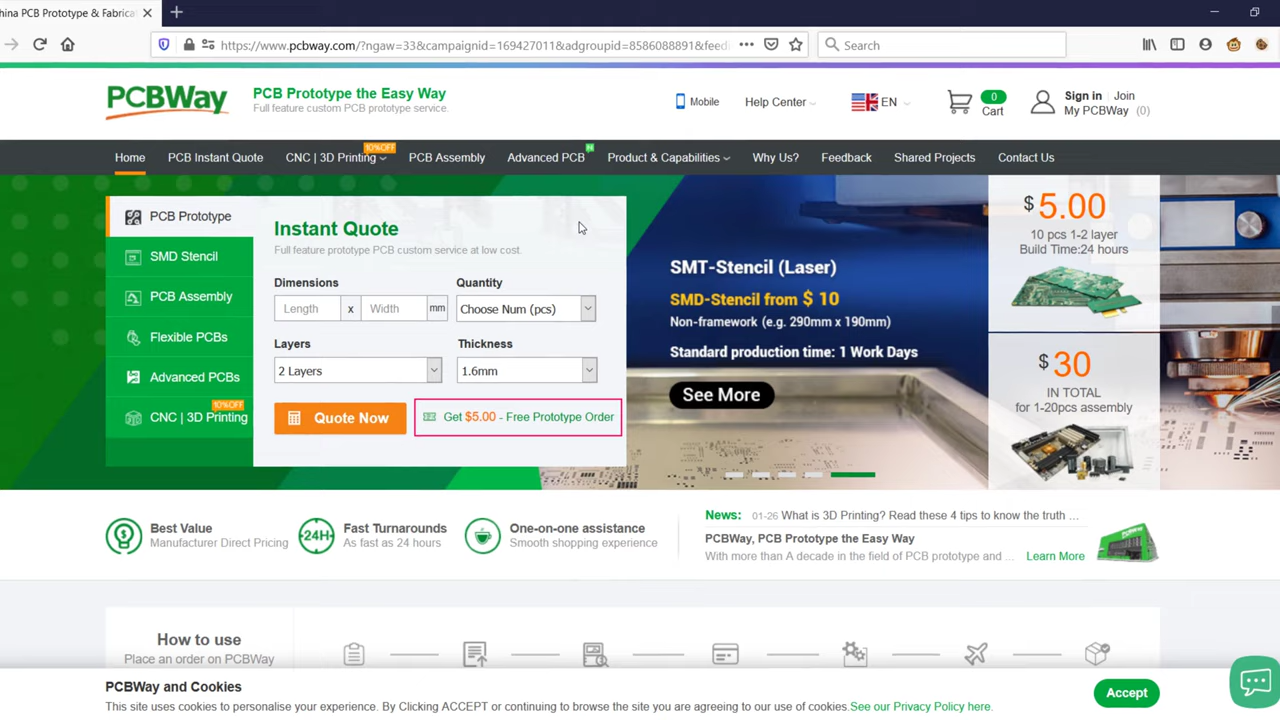 hina PCB Prototype & Fabrica
https://www.pcbway.com/?ngaw=33&campaignid=169427011&adgroupid=8586088891&feed
Search
PCBWay
PCB Prototype the Easy Way
Full feature custom PCB prototype service.
Mobile
Help Center
EN
0
Cart
Sign in
Join
My PCBWay (0)
Home
PCB Instant Quote
CNC | 3D Printing
10%OFF
PCB Assembly
Advanced PCB
Product & Capabilities
Why Us?
Feedback
Shared Projects
Contact Us
PCB Prototype
SMD Stencil
PCB Assembly
Flexible PCBs
Advanced PCBs
10%OFF
CNC | 3D Printing
Instant Quote
Full feature prototype PCB custom service at low cost.
Dimensions
Quantity
Length x Width mm
Choose Num (pcs)
Layers
Thickness
2 Layers
1.6mm
Quote Now
Get $5.00 - Free Prototype Order
SMT-Stencil (Laser)
SMD-Stencil from $ 10
Non-framework (e.g. 290mm x 190mm)
Standard production time: 1 Work Days
See More
$ 5.00
10 pcs 1-2 layer
Build Time:24 hours
$ 30
IN TOTAL
for 1-20pcs assembly
Best Value
Manufacturer Direct Pricing
24H
Fast Turnarounds
As fast as 24 hours
One-on-one assistance
Smooth shopping experience
News: 01-26 What is 3D Printing? Read these 4 tips to know the truth ...
PCBWay, PCB Prototype the Easy Way
With more than A decade in the field of PCB prototype and ... Learn More
How to use
Place an order on PCBWay
PCBWay and Cookies
This site uses cookies to personalise your experience. By Clicking ACCEPT or continuing to browse the site you are agreeing to our use of cookies.See our Privacy Policy here.
Accept